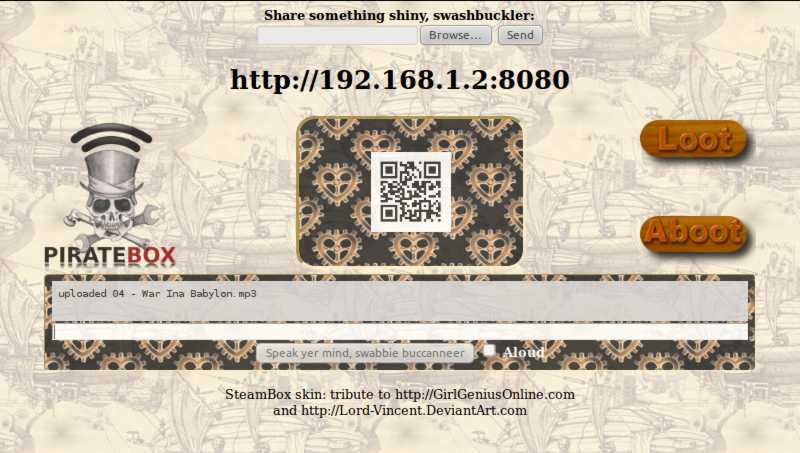 Share something shiny, swashbuckler:
Browse... Send
http://192.168.1.2:8080
Loot
PIRATEBOX
Aboot
uploaded 04 - War Ina Babylon.mp3
Speak yer mind, swabbie buccanneer Aloud
SteamBox skin: tribute to http://GirlGeniusOnline.com
and http://Lord-Vincent.DeviantArt.com